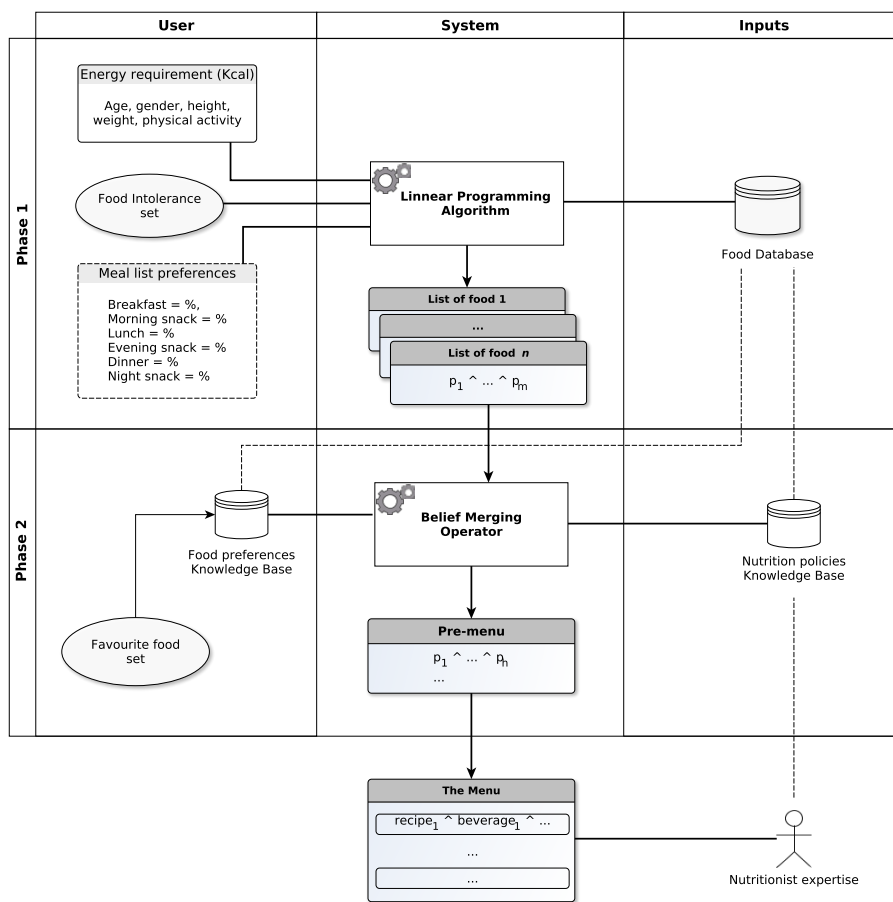 User
System
Inputs
Phase 1
Energy requirement (Kcal)
Age, gender, height,
weight, physical activity
Food Intolerance
set
Meal list preferences
Breakfast = %,
Morning snack = %
Lunch = %
Evening snack = %
Dinner = %
Night snack = %
Linnear Programming
Algorithm
List of food 1
...
List of food n
p1 ^ ... ^ pm
Food Database
Phase 2
Food preferences
Knowledge Base
Favourite food
set
Belief Merging
Operator
Pre-menu
p1 ^ ... ^ ph
...
Nutrition policies
Knowledge Base
The Menu
recipe1 ^ beverage1 ^ ...
...
...
Nutritionist expertise